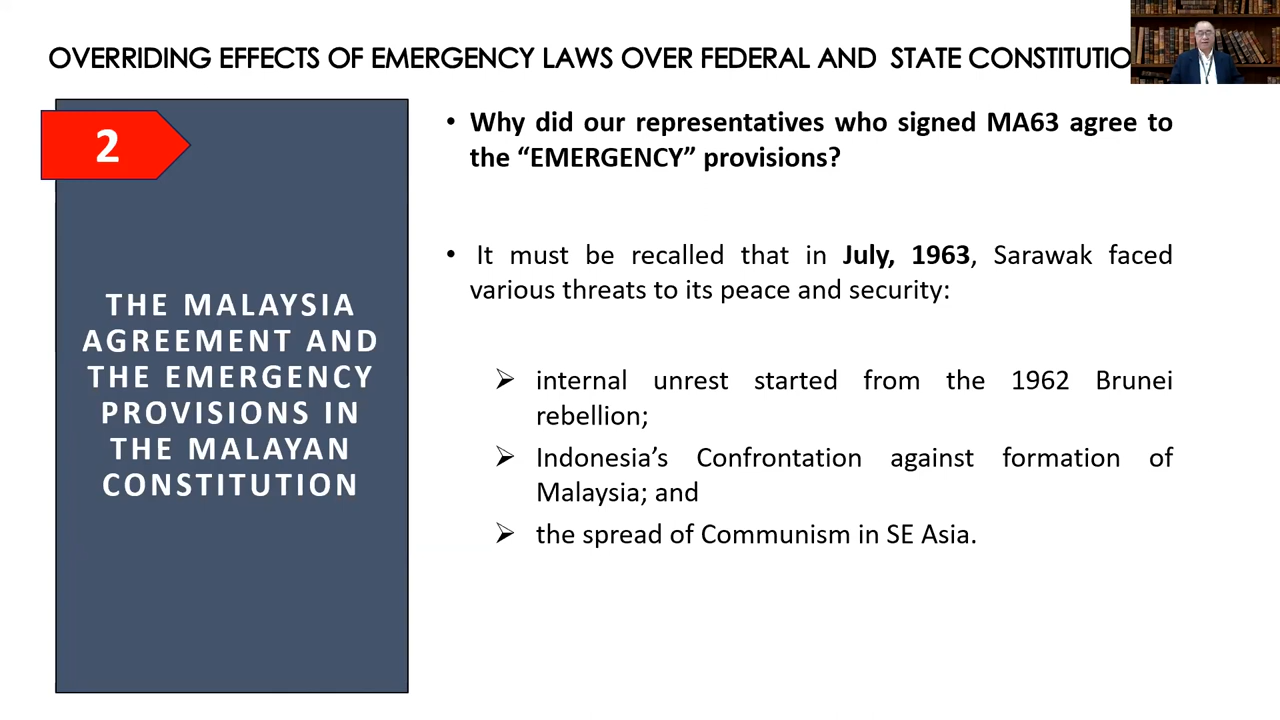 OVERRIDING EFFECTS OF EMERGENCY LAWS OVER FEDERAL AND STATE CONSTITUTIO
2
THE MALAYSIA
AGREEMENT AND
THE EMERGENCY
PROVISIONS IN
THE MALAYAN
CONSTITUTION
• Why did our representatives who signed MA63 agree to
the “EMERGENCY” provisions?
• It must be recalled that in July, 1963, Sarawak faced
various threats to its peace and security:
➢ internal unrest started from the 1962 Brunei
rebellion;
➢ Indonesia’s Confrontation against formation of
Malaysia; and
➢ the spread of Communism in SE Asia.